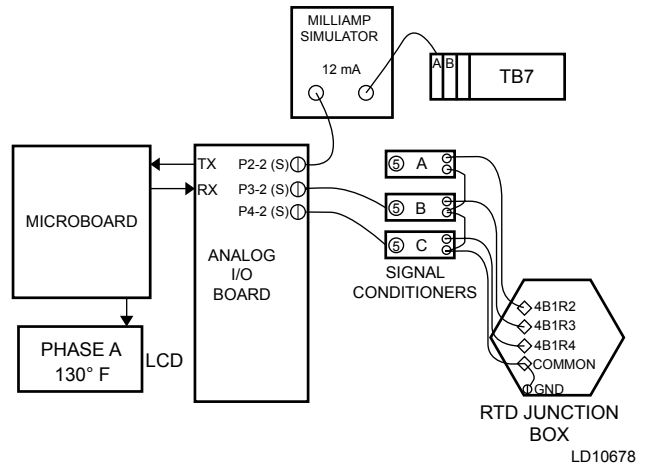 MILLIAMP
SIMULATOR
12 mA
A B
TB7
MICROBOARD
TX
RX
P2-2 (S)
P3-2 (S)
P4-2 (S)
ANALOG
I/O
BOARD
5 A
5 B
5 C
SIGNAL
CONDITIONERS
PHASE A
130° F
LCD
4B1R2
4B1R3
4B1R4
COMMON
GND
RTD JUNCTION
BOX
LD10678